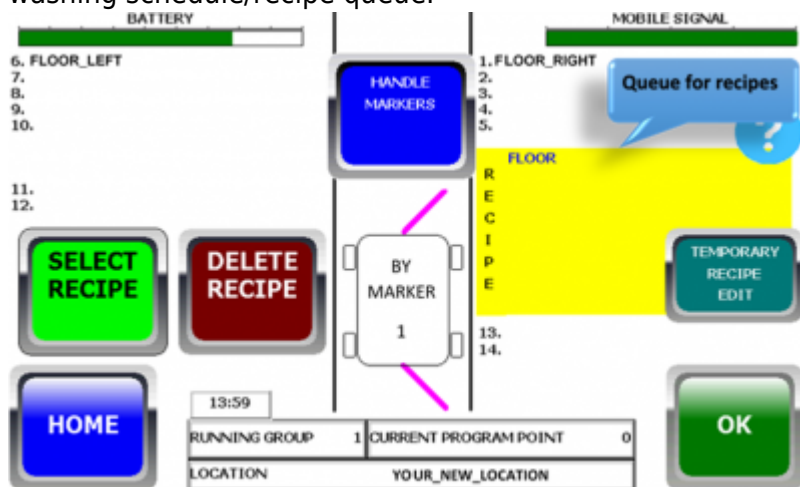 washing schedule/recipe queue.
BATTERY
MOBILE SIGNAL
6. FLOOR_LEFT
7.
8.
9.
10.
11.
12.
HANDLE
MARKERS
1. FLOOR_RIGHT
2.
3.
4.
5.
Queue for recipes
?
FLOOR
RECIPE
SELECT
RECIPE
DELETE
RECIPE
BY
MARKER
1
TEMPORARY
RECIPE
EDIT
13.
14.
HOME
13:59
RUNNING GROUP 1 CURRENT PROGRAM POINT 0
LOCATION YOUR_NEW_LOCATION
OK